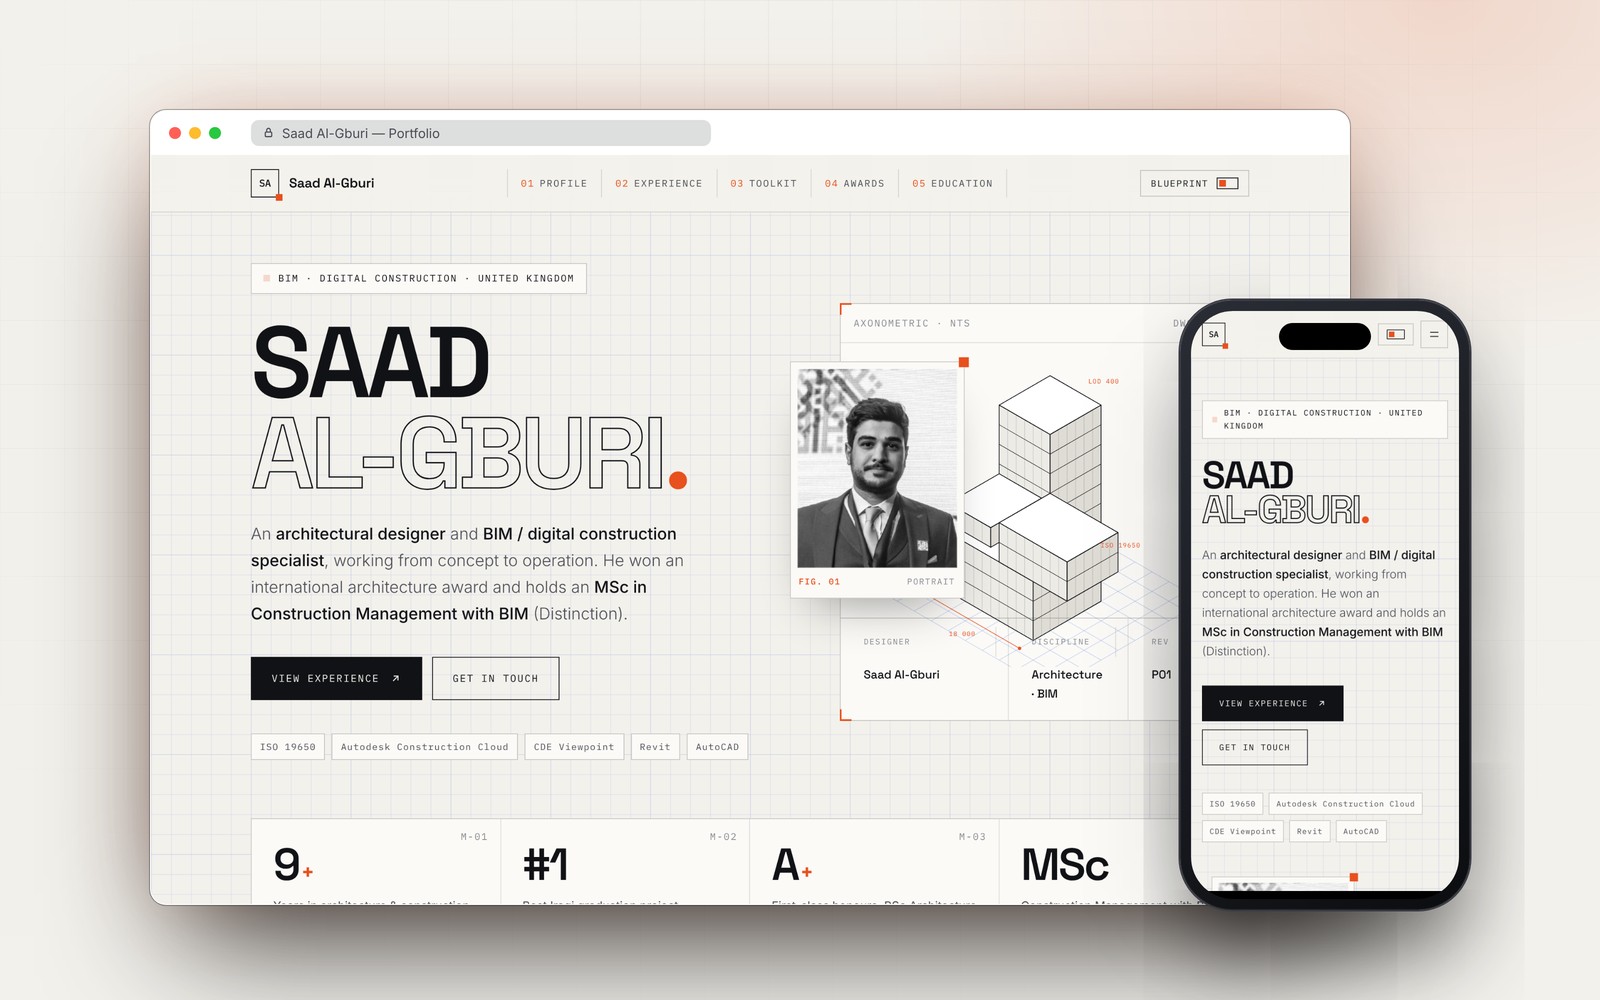 Saad Al-Gburi — Portfolio
SA
Saad Al-Gburi
01 PROFILE
02 EXPERIENCE
03 TOOLKIT
04 AWARDS
05 EDUCATION
BLUEPRINT
BIM · DIGITAL CONSTRUCTION · UNITED KINGDOM
SAAD
AL-GBURI.
An architectural designer and BIM / digital construction
specialist, working from concept to operation. He won an
international architecture award and holds an MSc in
Construction Management with BIM (Distinction).
VIEW EXPERIENCE ↗
GET IN TOUCH
ISO 19650
Autodesk Construction Cloud
CDE Viewpoint
Revit
AutoCAD
AXONOMETRIC · NTS
LOD 400
ISO 19650
18 000
FIG. 01
PORTRAIT
DESIGNER
Saad Al-Gburi
DISCIPLINE
Architecture
· BIM
REV
P01
M-01
9+
M-02
#1
M-03
A+
MSc
SA
BIM · DIGITAL CONSTRUCTION · UNITED
KINGDOM
SAAD
AL-GBURI.
An architectural designer and BIM / digital
construction specialist, working from
concept to operation. He won an
international architecture award and holds an
MSc in Construction Management with BIM
(Distinction).
VIEW EXPERIENCE ↗
GET IN TOUCH
ISO 19650
Autodesk Construction Cloud
CDE Viewpoint
Revit
AutoCAD